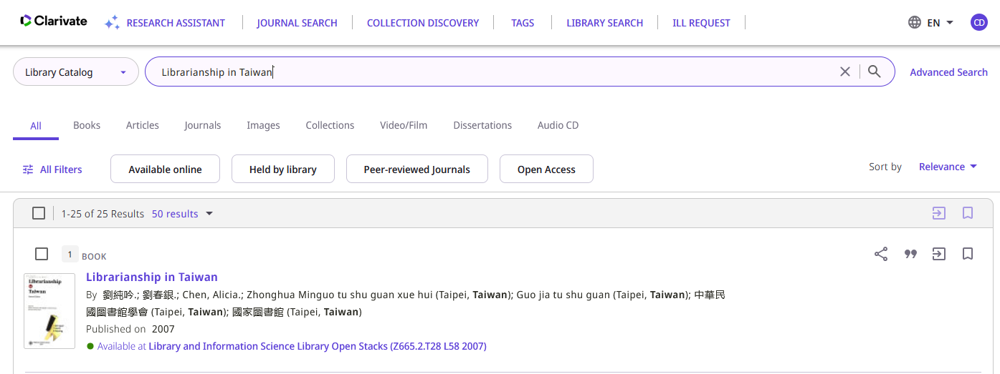 Clarivate RESEARCH ASSISTANT JOURNAL SEARCH COLLECTION DISCOVERY TAGS LIBRARY SEARCH ILL REQUEST EN CD
Library Catalog Librarianship in Taiwan Advanced Search
All Books Articles Journals Images Collections Video/Film Dissertations Audio CD
All Filters Available online Held by library Peer-reviewed Journals Open Access Sort by Relevance
1-25 of 25 Results 50 results
1 BOOK
Librarianship in Taiwan
Librarianship
Taiwan
By 劉純吟.; 劉春銀.; Chen, Alicia.; Zhonghua Minguo tu shu guan xue hui (Taipei, Taiwan); Guo jia tu shu guan (Taipei, Taiwan); 中華民
國圖書館學會 (Taipei, Taiwan); 國家圖書館 (Taipei, Taiwan)
Published on 2007
Available at Library and Information Science Library Open Stacks (Z665.2.T28 L58 2007)